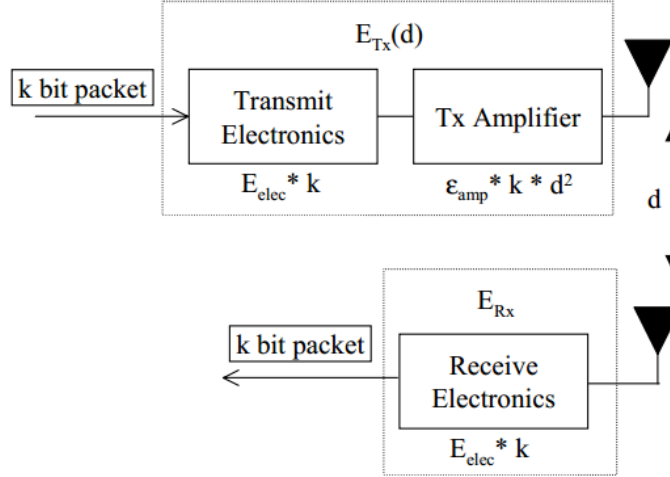 E_Tx(d)
k bit packet
Transmit
Electronics
Tx Amplifier
E_elec * k
ε_amp * k * d²
d
E_Rx
k bit packet
Receive
Electronics
E_elec * k